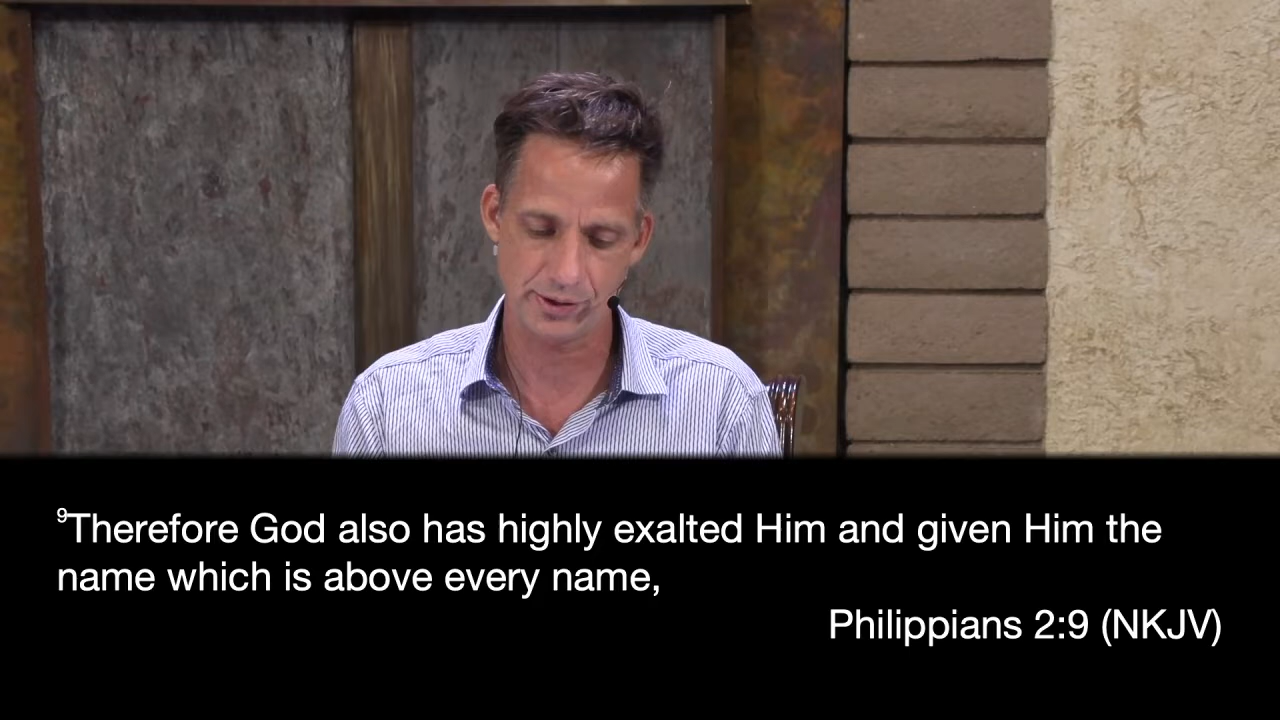 ⁹Therefore God also has highly exalted Him and given Him the
name which is above every name,
Philippians 2:9 (NKJV)